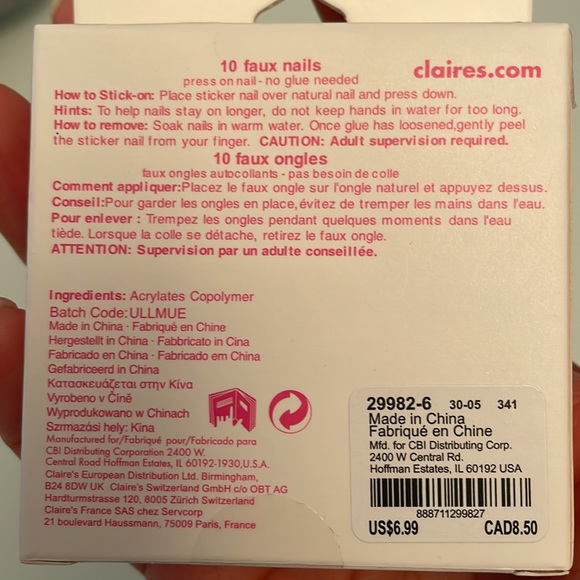 10 faux nails
press on nail - no glue needed
claires.com
How to Stick-on: Place sticker nail over natural nail and press down.
Hints: To help nails stay on longer, do not keep hands in water for too long.
How to remove: Soak nails in warm water. Once glue has loosened,gently peel
the sticker nail from your finger. CAUTION: Adult supervision required.
10 faux ongles
faux ongles autocollants - pas besoin de colle
Comment appliquer:Placez le faux ongle sur l'ongle naturel et appuyez dessus.
Conseil:Pour garder les ongles en place,évitez de tremper les mains dans l'eau.
Pour enlever : Trempez les ongles pendant quelques moments dans l'eau
tiède. Lorsque la colle se détache, retirez le faux ongle.
ATTENTION: Supervision par un adulte conseillée.
Ingredients: Acrylates Copolymer
Batch Code:ULLMUE
Made in China · Fabriqué en Chine
Hergestellt in China · Fabbricato in Cina
Fabricado en China · Fabricado em China
Gefabriceerd in China
Κατασκευάζεται στην Κίνα
Vyrobeno v Číně
Wyprodukowano w Chinach
Szrmazási hely: Kina
Manufactured for/Fabriqué pour/Fabricado para
CBI Distributing Corporation 2400 W.
Central Road Hoffman Estates, IL 60192-1930,U.S.A.
Claire's European Distribution Ltd. Birmingham,
B24 8DW UK Claire's Switzerland GmbH c/o OBT AG
Hardturmstrasse 120, 8005 Zürich Switzerland
Claire's France SAS chez Servcorp
21 boulevard Haussmann, 75009 Paris, France
29982-6 30-05 341
Made in China
Fabriqué en Chine
Mfd. for CBI Distributing Corp.
2400 W Central Rd.
Hoffman Estates, IL 60192 USA
888711299827
US$6.99 CAD8.50